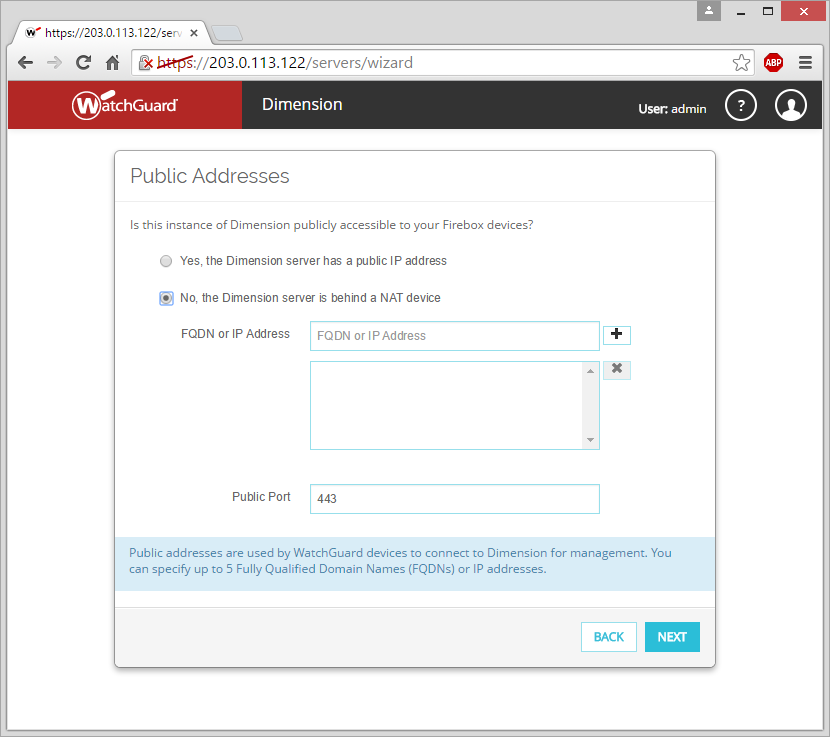 https://203.0.113.122/serv
https://203.0.113.122/servers/wizard
ABP
WatchGuard
Dimension
User: admin
?
Public Addresses
Is this instance of Dimension publicly accessible to your Firebox devices?
Yes, the Dimension server has a public IP address
No, the Dimension server is behind a NAT device
FQDN or IP Address
FQDN or IP Address
Public Port
443
Public addresses are used by WatchGuard devices to connect to Dimension for management. You
can specify up to 5 Fully Qualified Domain Names (FQDNs) or IP addresses.
BACK
NEXT